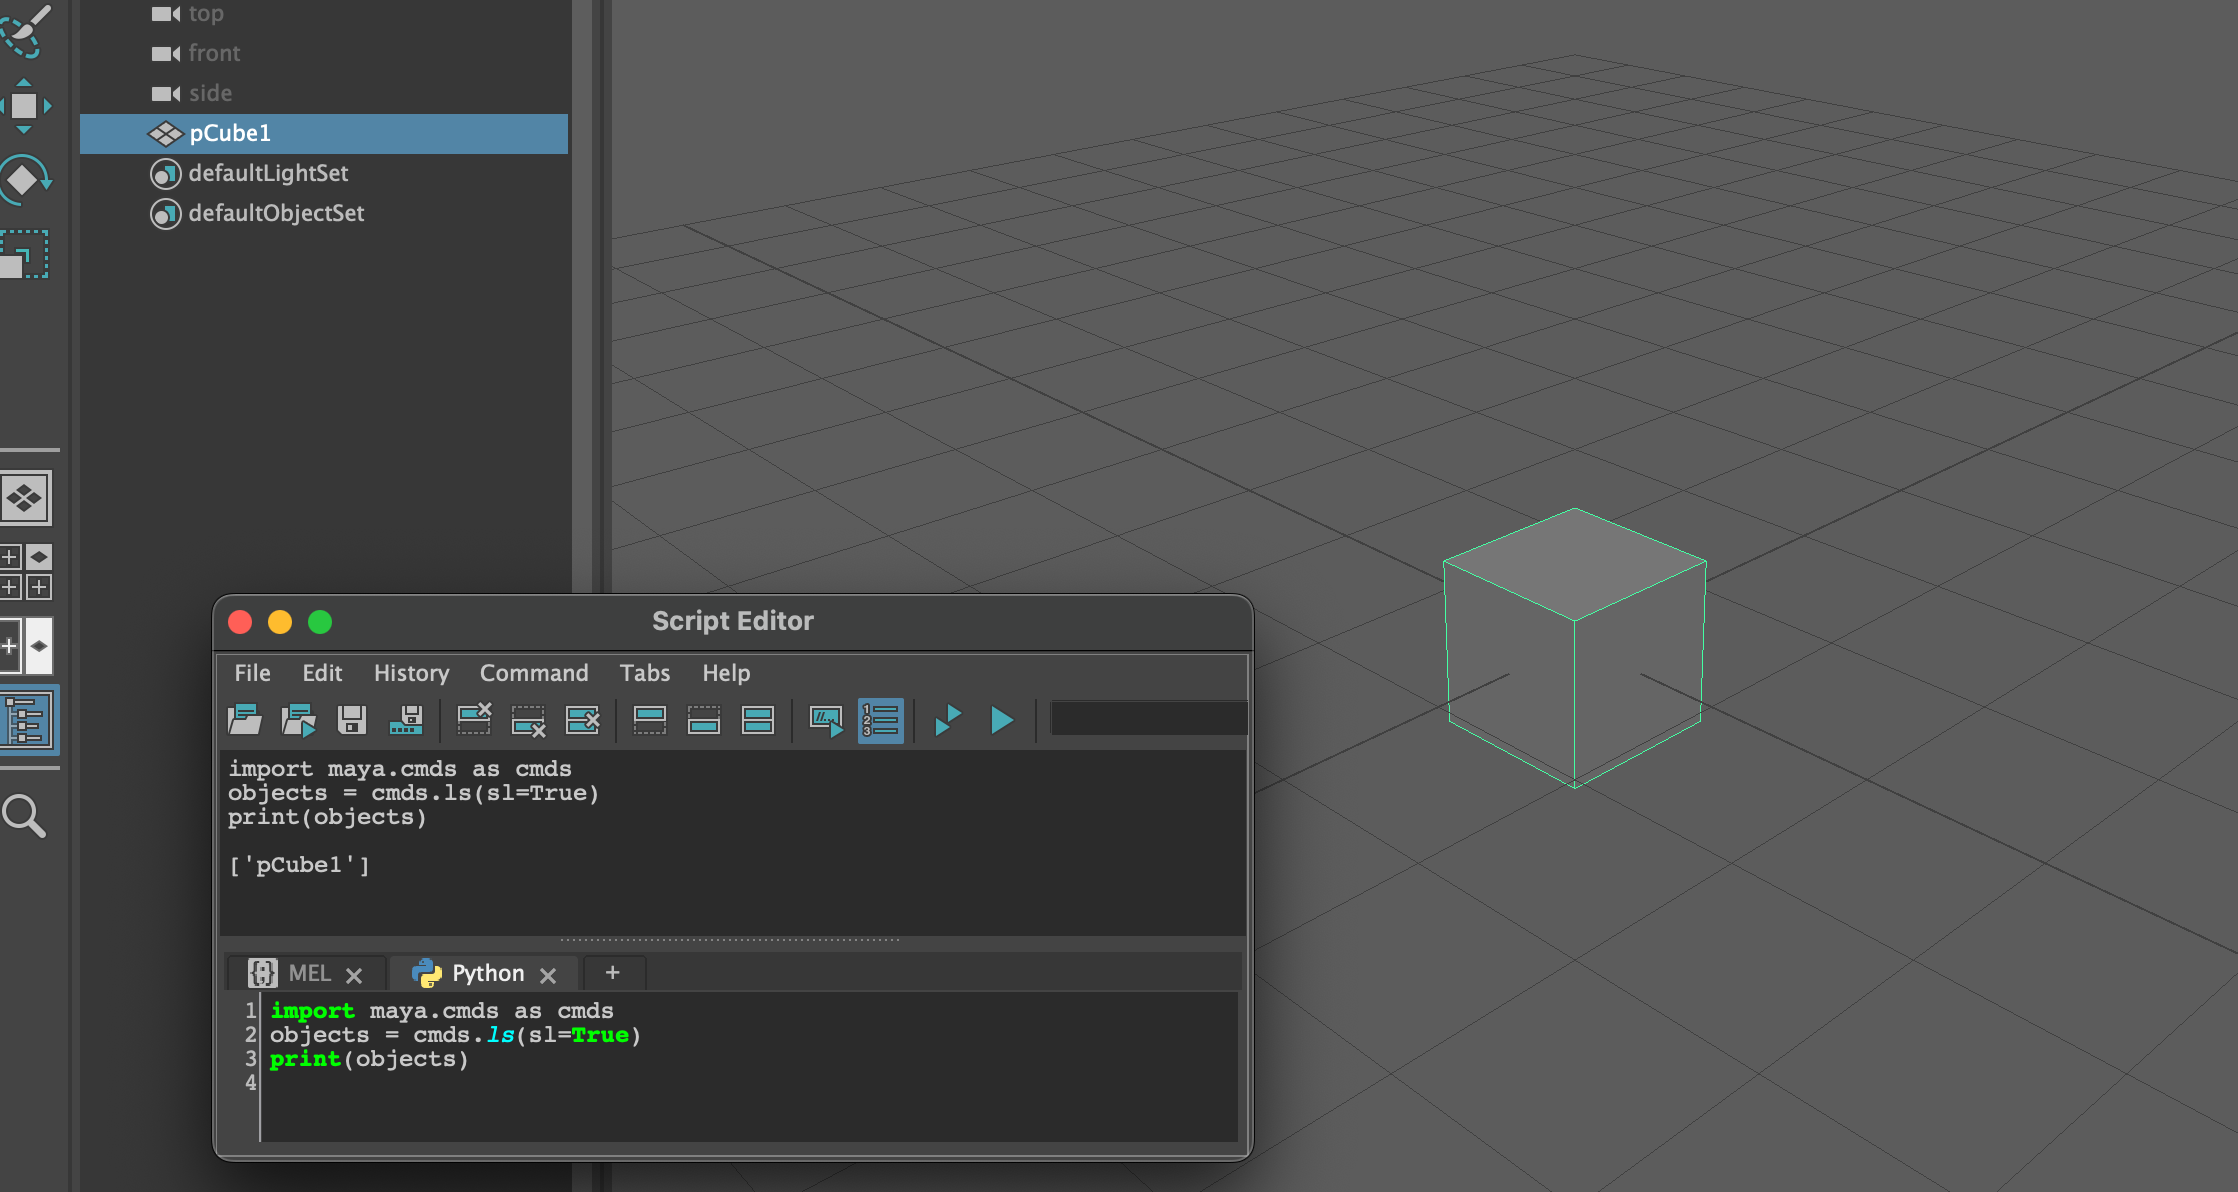 top
front
side
pCube1
defaultLightSet
defaultObjectSet
Script Editor
File Edit History Command Tabs Help
import maya.cmds as cmds
objects = cmds.ls(sl=True)
print(objects)
['pCube1']
MEL Python +
1 import maya.cmds as cmds
2 objects = cmds.ls(sl=True)
3 print(objects)
4